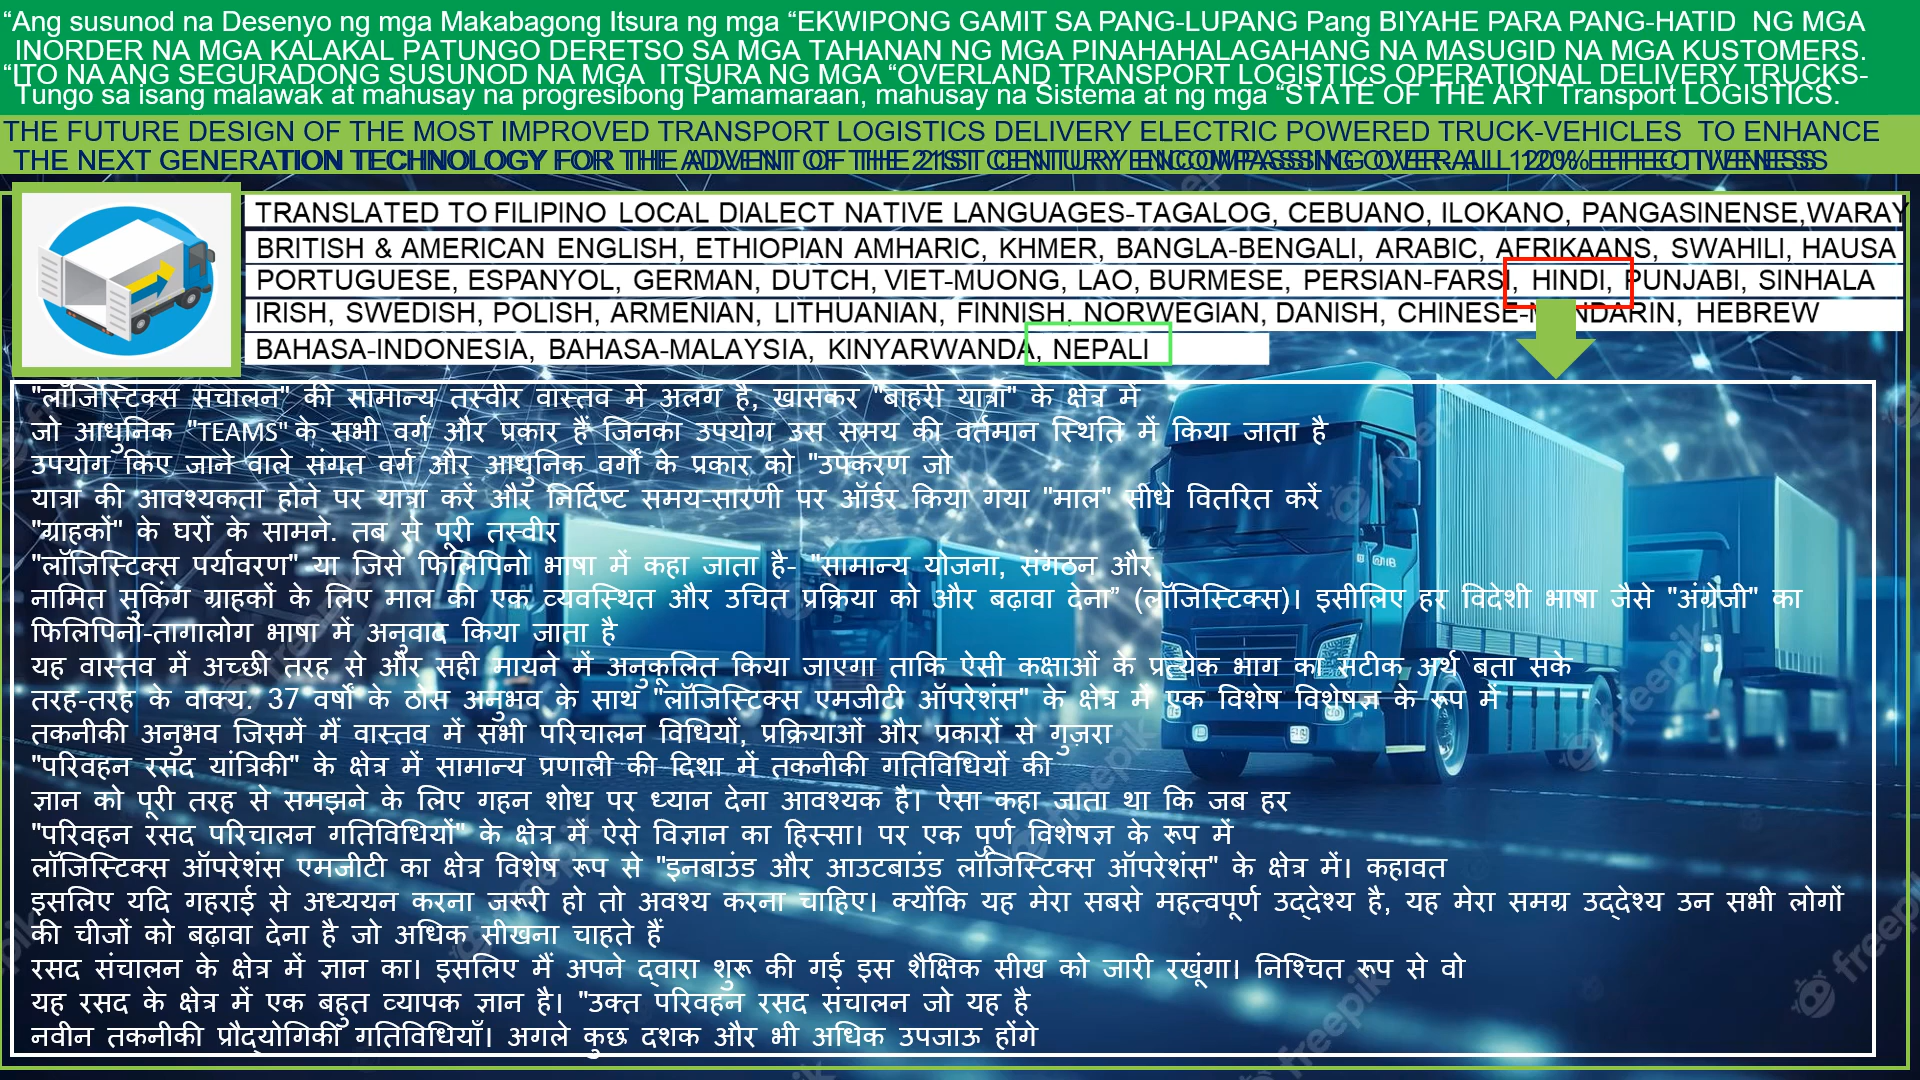 “Ang susunod na Desenyo ng mga Makabagong Itsura ng mga “EKWIPONG GAMIT SA PANG-LUPANG Pang BIYAHE PARA PANG-HATID NG MGA
INORDER NA MGA KALAKAL PATUNGO DERETSO SA MGA TAHANAN NG MGA PINAHAHALAGAHANG NA MASUGID NA MGA KUSTOMERS.
“ITO NA ANG SEGURADONG SUSUNOD NA MGA ITSURA NG MGA “OVERLAND TRANSPORT LOGISTICS OPERATIONAL DELIVERY TRUCKS-
Tungo sa isang malawak at mahusay na progresibong Pamamaraan, mahusay na Sistema at ng mga “STATE OF THE ART Transport LOGISTICS.
THE FUTURE DESIGN OF THE MOST IMPROVED TRANSPORT LOGISTICS DELIVERY ELECTRIC POWERED TRUCK-VEHICLES TO ENHANCE
THE NEXT GENERATION TECHNOLOGY FOR THE ADVENT OF THE 21ST CENTURY ENCOMPASSING OVER-ALL 120% EFFECTIVENESS
TRANSLATED TO FILIPINO LOCAL DIALECT NATIVE LANGUAGES-TAGALOG, CEBUANO, ILOKANO, PANGASINENSE,WARAY
BRITISH & AMERICAN ENGLISH, ETHIOPIAN AMHARIC, KHMER, BANGLA-BENGALI, ARABIC, AFRIKAANS, SWAHILI, HAUSA
PORTUGUESE, ESPANYOL, GERMAN, DUTCH, VIET-MUONG, LAO, BURMESE, PERSIAN-FARSI, HINDI, PUNJABI, SINHALA
IRISH, SWEDISH, POLISH, ARMENIAN, LITHUANIAN, FINNISH, NORWEGIAN, DANISH, CHINESE-MANDARIN, HEBREW
BAHASA-INDONESIA, BAHASA-MALAYSIA, KINYARWANDA, NEPALI
"लॉजिस्टिक्स संचालन" की सामान्य तस्वीर वास्तव में अलग है, खासकर "बाहरी यात्रा" के क्षेत्र में
जो आधुनिक "TEAMS" के सभी वर्ग और प्रकार हैं जिनका उपयोग उस समय की वर्तमान स्थिति में किया जाता है
उपयोग किए जाने वाले संगत वर्ग और आधुनिक वर्गों के प्रकार को "उपकरण जो
यात्रा की आवश्यकता होने पर यात्रा करें और निर्दिष्ट समय-सारणी पर ऑर्डर किया गया "माल" सीधे वितरित करें
"ग्राहकों" के घरों के सामने. तब से पूरी तस्वीर
"लॉजिस्टिक्स पर्यावरण" या जिसे फिलिपिनो भाषा में कहा जाता है- "सामान्य योजना, संगठन और
नामित सुकिंग ग्राहकों के लिए माल की एक व्यवस्थित और उचित प्रक्रिया को और बढ़ावा देना” (लॉजिस्टिक्स)। इसीलिए हर विदेशी भाषा जैसे "अंग्रेजी" का
फिलिपिनो-तागालोग भाषा में अनुवाद किया जाता है
यह वास्तव में अच्छी तरह से और सही मायने में अनुकूलित किया जाएगा ताकि ऐसी कक्षाओं के प्रत्येक भाग का सटीक अर्थ बता सके
तरह-तरह के वाक्य. 37 वर्षों के ठोस अनुभव के साथ "लॉजिस्टिक्स एमजीटी ऑपरेशंस" के क्षेत्र में एक विशेष विशेषज्ञ के रूप में
तकनीकी अनुभव जिसमें मैं वास्तव में सभी परिचालन विधियों, प्रक्रियाओं और प्रकारों से गुज़रा
"परिवहन रसद यांत्रिकी" के क्षेत्र में सामान्य प्रणाली की दिशा में तकनीकी गतिविधियों की
ज्ञान को पूरी तरह से समझने के लिए गहन शोध पर ध्यान देना आवश्यक है। ऐसा कहा जाता था कि जब हर
"परिवहन रसद परिचालन गतिविधियों" के क्षेत्र में ऐसे विज्ञान का हिस्सा। पर एक पूर्ण विशेषज्ञ के रूप में
लॉजिस्टिक्स ऑपरेशंस एमजीटी का क्षेत्र विशेष रूप से "इनबाउंड और आउटबाउंड लॉजिस्टिक्स ऑपरेशंस" के क्षेत्र में। कहावत
इसलिए यदि गहराई से अध्ययन करना जरूरी हो तो अवश्य करना चाहिए। क्योंकि यह मेरा सबसे महत्वपूर्ण उद्देश्य है, यह मेरा समग्र उद्देश्य उन सभी लोगों
की चीजों को बढ़ावा देना है जो अधिक सीखना चाहते हैं
रसद संचालन के क्षेत्र में ज्ञान का। इसलिए मैं अपने द्वारा शुरू की गई इस शैक्षिक सीख को जारी रखूंगा। निश्चित रूप से वो
यह रसद के क्षेत्र में एक बहुत व्यापक ज्ञान है। "उक्त परिवहन रसद संचालन जो यह है
नवीन तकनीकी प्रौद्योगिकी गतिविधियाँ। अगले कुछ दशक और भी अधिक उपजाऊ होंगे